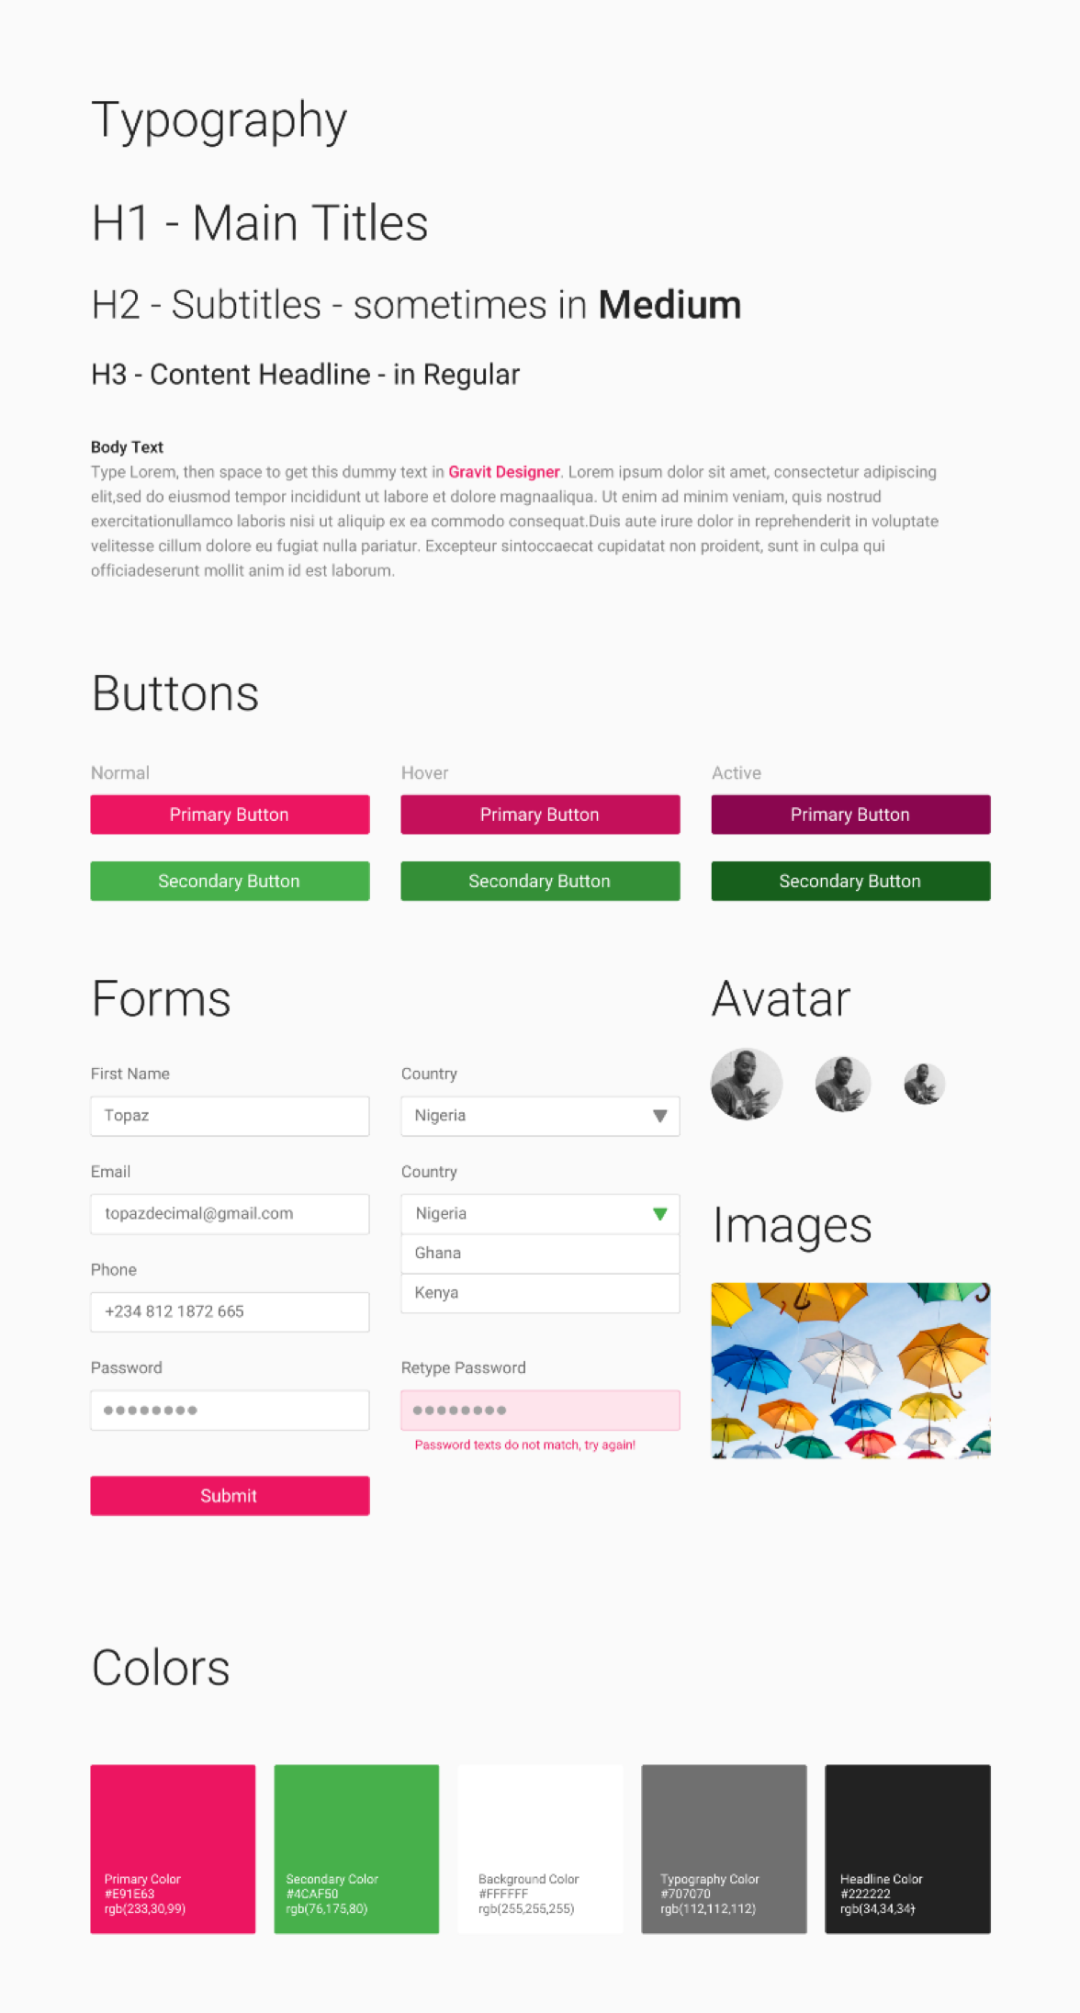 Typography
H1 - Main Titles
H2 - Subtitles - sometimes in Medium
H3 - Content Headline - in Regular
Body Text
Type Lorem, then space to get this dummy text in Gravit Designer. Lorem ipsum dolor sit amet, consectetur adipiscing
elit,sed do eiusmod tempor incididunt ut labore et dolore magnaaliqua. Ut enim ad minim veniam, quis nostrud
exercitationullamco laboris nisi ut aliquip ex ea commodo consequat.Duis aute irure dolor in reprehenderit in voluptate
velitesse cillum dolore eu fugiat nulla pariatur. Excepteur sintoccaecat cupidatat non proident, sunt in culpa qui
officiadeserunt mollit anim id est laborum.
Buttons
Normal
Hover
Active
Primary Button
Primary Button
Primary Button
Secondary Button
Secondary Button
Secondary Button
Forms
First Name
Topaz
Country
Nigeria
Email
topazdecimal@gmail.com
Country
Nigeria
Ghana
Kenya
Phone
+234 812 1872 665
Password
Retype Password
Password texts do not match, try again!
Submit
Avatar
Images
Colors
Primary Color
#E91E63
rgb(233,30,99)
Secondary Color
#4CAF50
rgb(76,175,80)
Background Color
#FFFFFF
rgb(255,255,255)
Typography Color
#707070
rgb(112,112,112)
Headline Color
#222222
rgb(34,34,34)